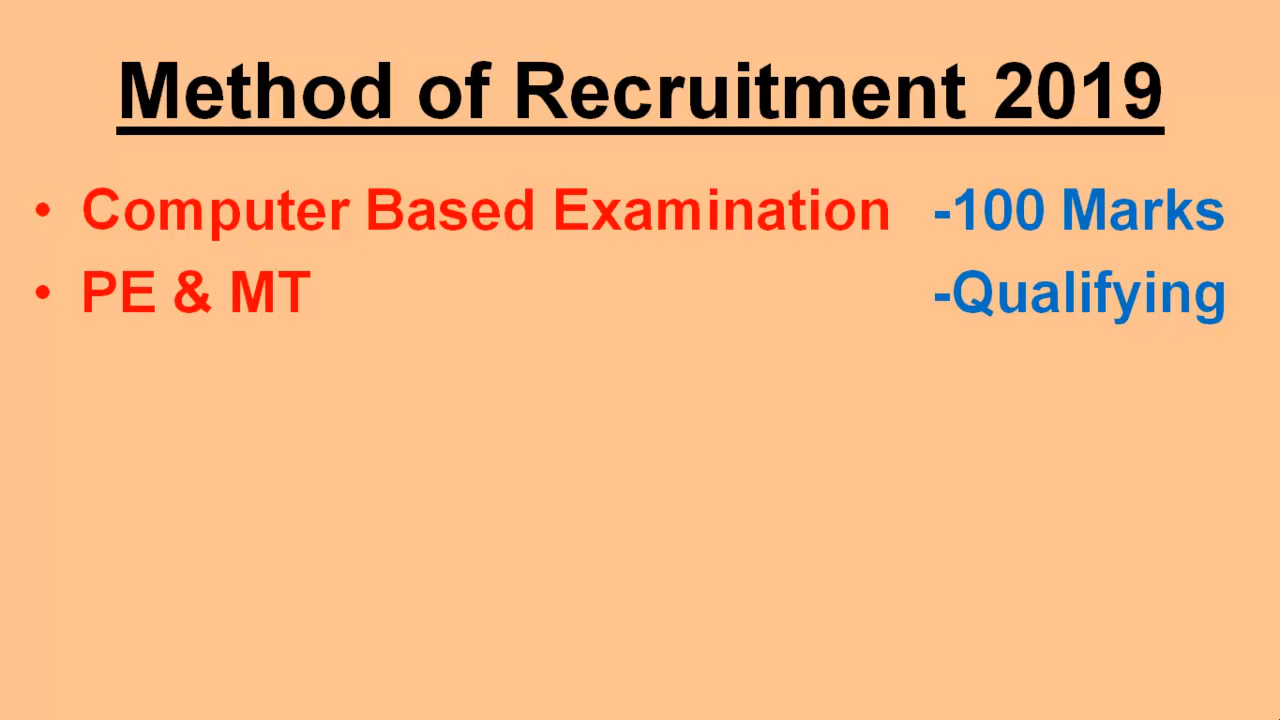 Method of Recruitment 2019
• Computer Based Examination -100 Marks
• PE & MT -Qualifying